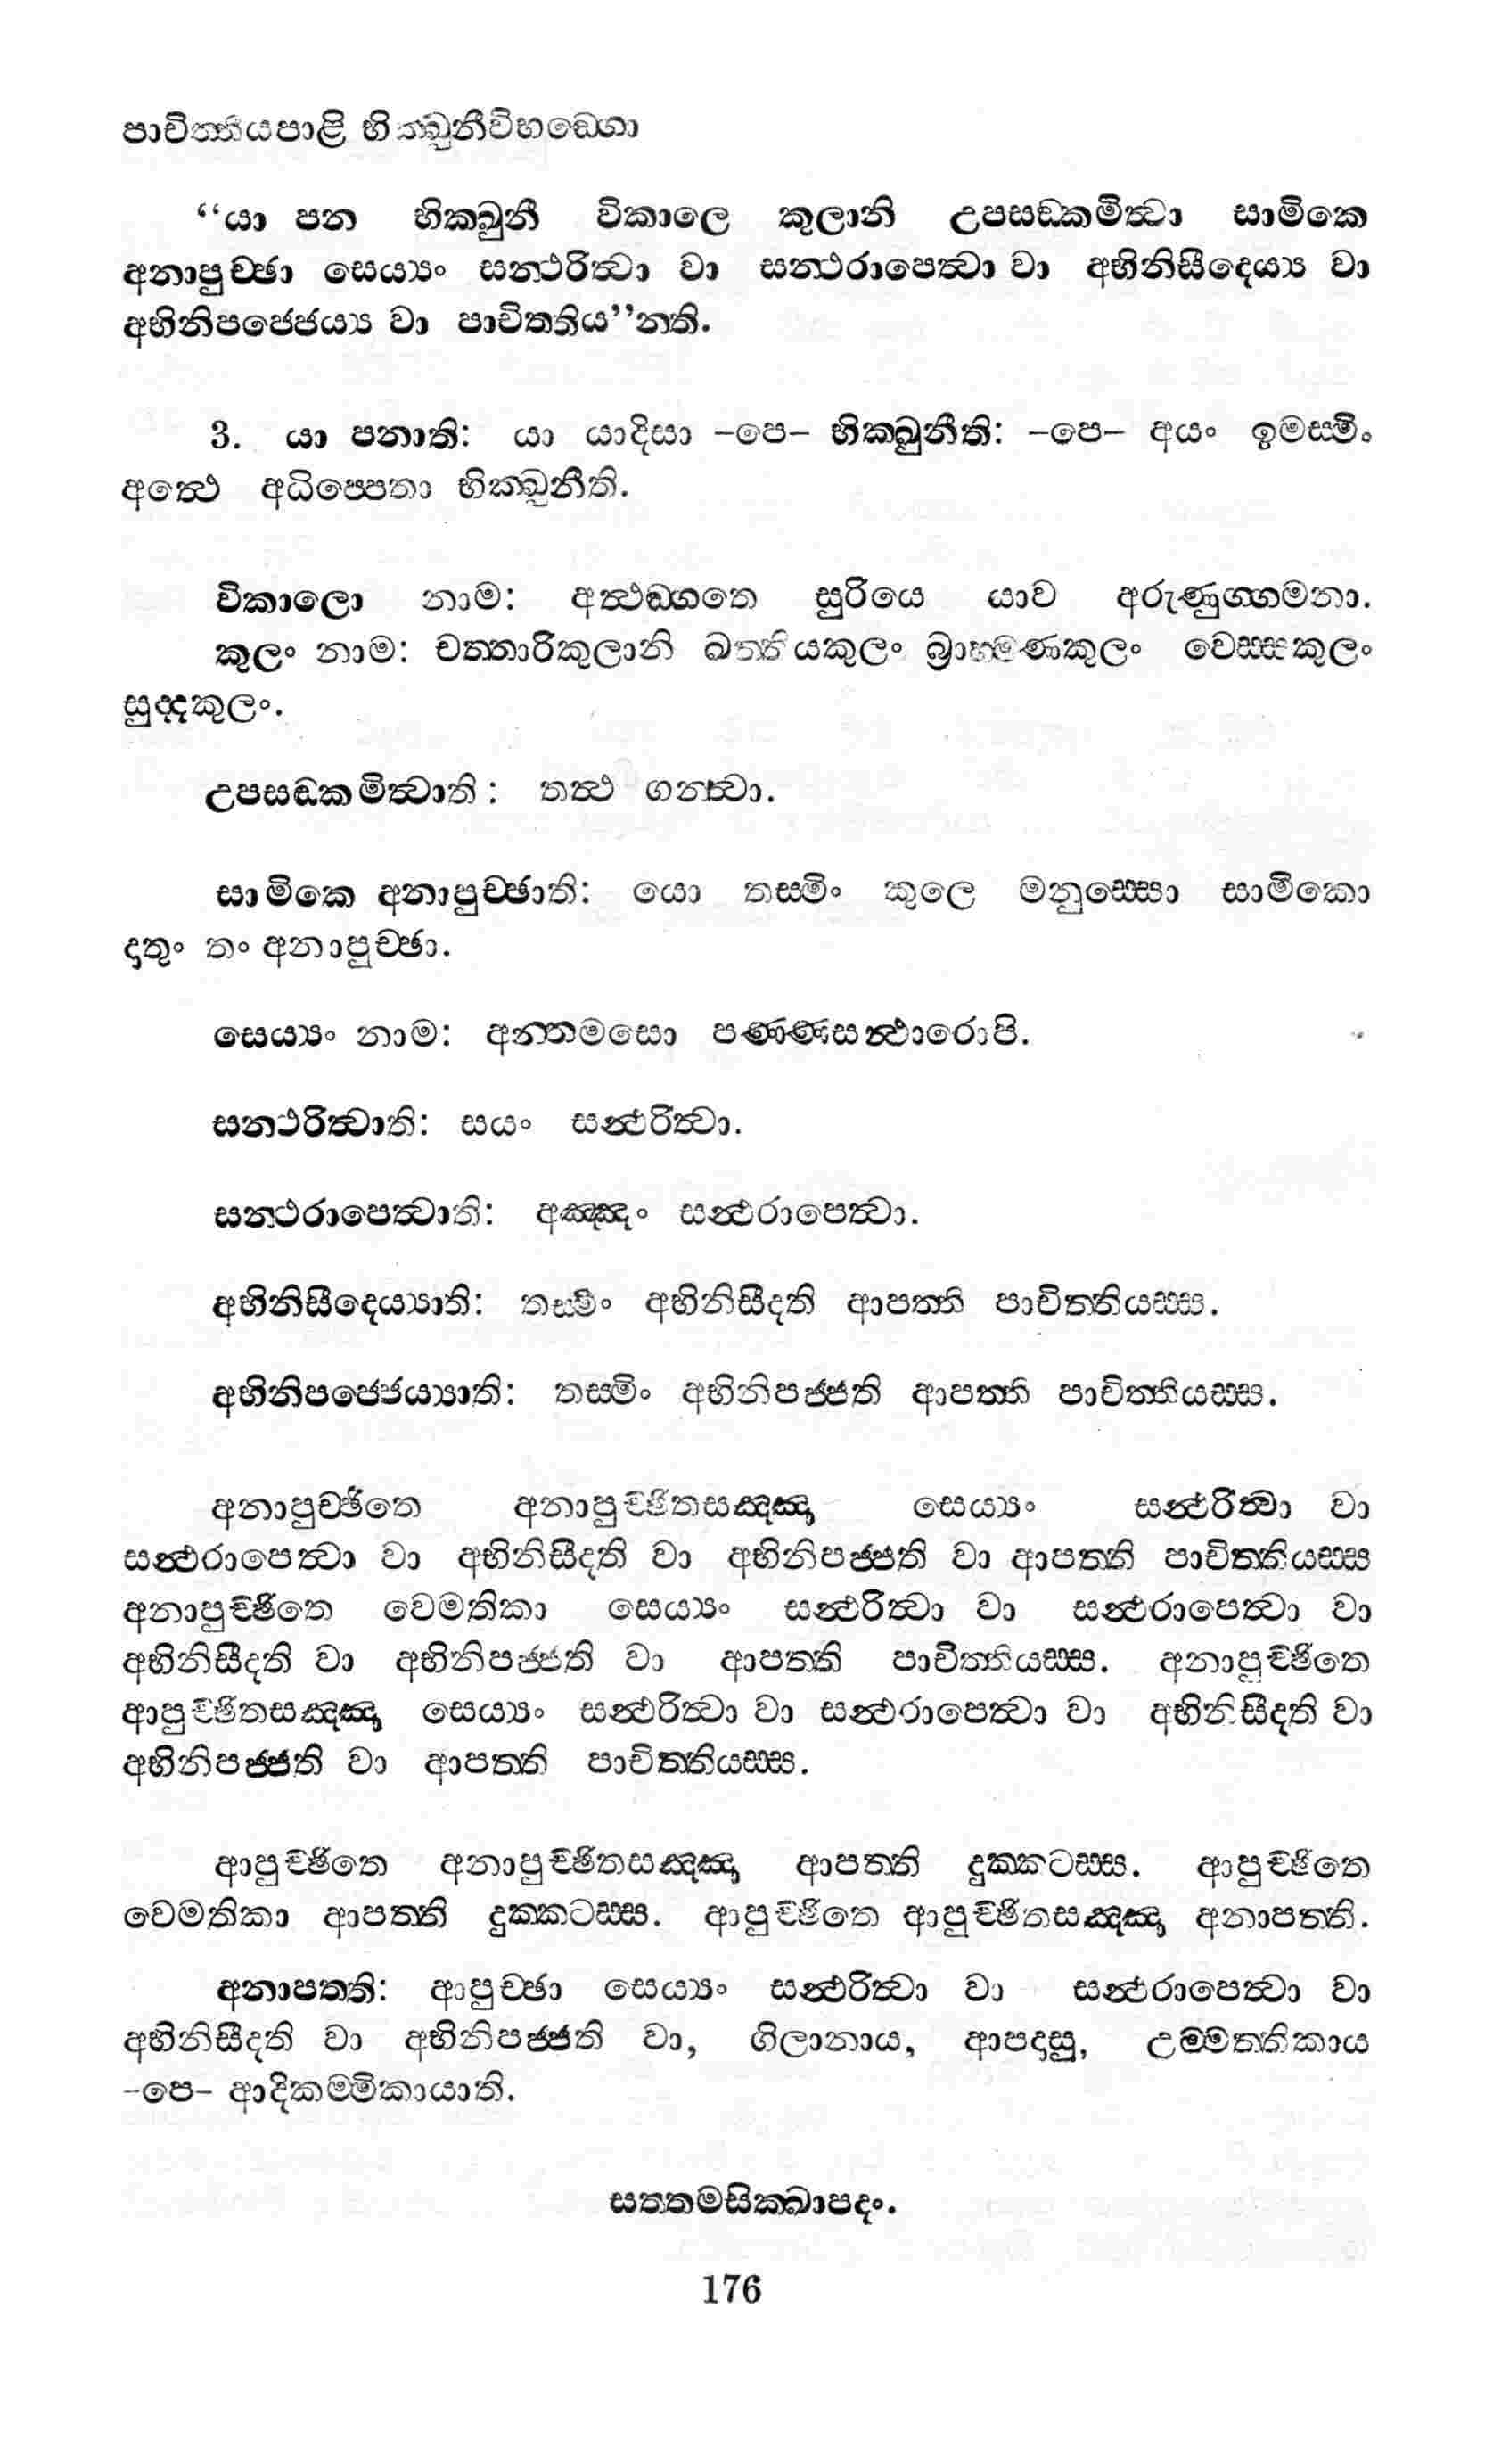 පාචිත්තියපාළි භික්ඛුනීවිභඞ්ගො
“යා පන භික්ඛුනී විකාලෙ කුලානි උපසඞ්කමිත්වා සාමිකෙ
අනාපුච්ඡා සෙය්‍යං සන්ථරිත්වා වා සන්ථරාපෙත්වා වා අභිනිසීදෙය්‍ය වා
අභිනිපජ්ජෙය්‍ය වා පාචිත්තිය”න්ති.
3. යා පනාති: යා යාදිසා –පෙ– භික්ඛුනීති: –පෙ– අයං ඉමස්මිං
අත්ථෙ අධිප්පෙතා භික්ඛුනීති.
විකාලො නාම: අත්ථඞ්ගතෙ සුරියෙ යාව අරුණුග්ගමනා.
කුලං නාම: චත්තාරිකුලානි ඛත්තියකුලං බ්‍රාහ්මණකුලං වෙස්සකුලං
සුද්දකුලං.
උපසඞ්කමිත්වාති: තත්ථ ගන්ත්වා.
සාමිකෙ අනාපුච්ඡාති: යො තස්මිං කුලෙ මනුස්සො සාමිකො
දාතුං තං අනාපුච්ඡා.
සෙය්‍යං නාම: අන්තමසො පණ්ණසන්ථාරොපි.
සන්ථරිත්වාති: සයං සන්ථරිත්වා.
සන්ථරාපෙත්වාති: අඤ්ඤං සන්ථරාපෙත්වා.
අභිනිසීදෙය්‍යාති: තස්මිං අභිනිසීදති ආපත්ති පාචිත්තියස්ස.
අභිනිපජ්ජෙය්‍යාති: තස්මිං අභිනිපජ්ජති ආපත්ති පාචිත්තියස්ස.
අනාපුච්ඡිතෙ අනාපුච්ඡිතසඤ්ඤා සෙය්‍යං සන්ථරිත්වා වා
සන්ථරාපෙත්වා වා අභිනිසීදති වා අභිනිපජ්ජති වා ආපත්ති පාචිත්තියස්ස
අනාපුච්ඡිතෙ වෙමතිකා සෙය්‍යං සන්ථරිත්වා වා සන්ථරාපෙත්වා වා
අභිනිසීදති වා අභිනිපජ්ජති වා ආපත්ති පාචිත්තියස්ස. අනාපුච්ඡිතෙ
ආපුච්ඡිතසඤ්ඤා සෙය්‍යං සන්ථරිත්වා වා සන්ථරාපෙත්වා වා අභිනිසීදති වා
අභිනිපජ්ජති වා ආපත්ති පාචිත්තියස්ස.
ආපුච්ඡිතෙ අනාපුච්ඡිතසඤ්ඤා ආපත්ති දුක්කටස්ස. ආපුච්ඡිතෙ
වෙමතිකා ආපත්ති දුක්කටස්ස. ආපුච්ඡිතෙ ආපුච්ඡිතසඤ්ඤා අනාපත්ති.
අනාපත්ති: ආපුච්ඡා සෙය්‍යං සන්ථරිත්වා වා සන්ථරාපෙත්වා වා
අභිනිසීදති වා අභිනිපජ්ජති වා, ගිලානාය, ආපදාසු, උම්මත්තිකාය
–පෙ– ආදිකම්මිකායාති.
සත්තමසික්ඛාපදං.
176